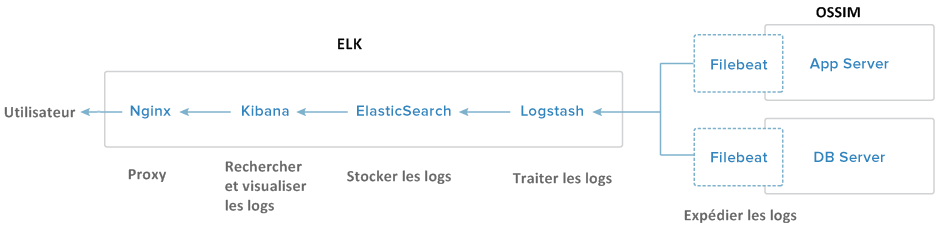 OSSIM
ELK
Filebeat
App Server
Utilisateur
Nginx
Kibana
ElasticSearch
Logstash
Filebeat
DB Server
Proxy
Rechercher
et visualiser
les logs
Stocker les logs
Traiter les logs
Expédier les logs